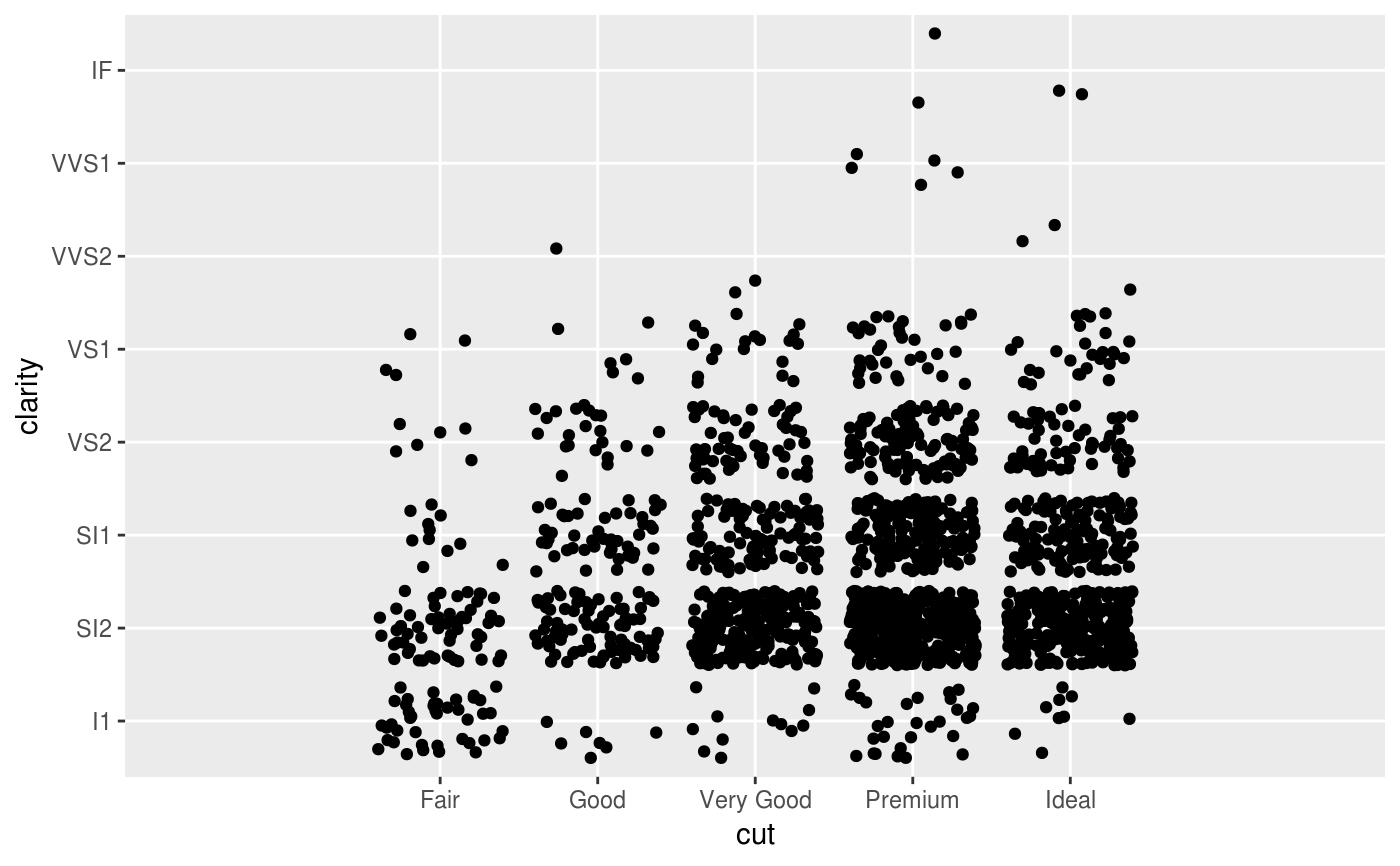 IF
VVS1
VVS2
VS1
VS2
SI1
SI2
I1
clarity
Fair Good Very Good Premium Ideal
cut